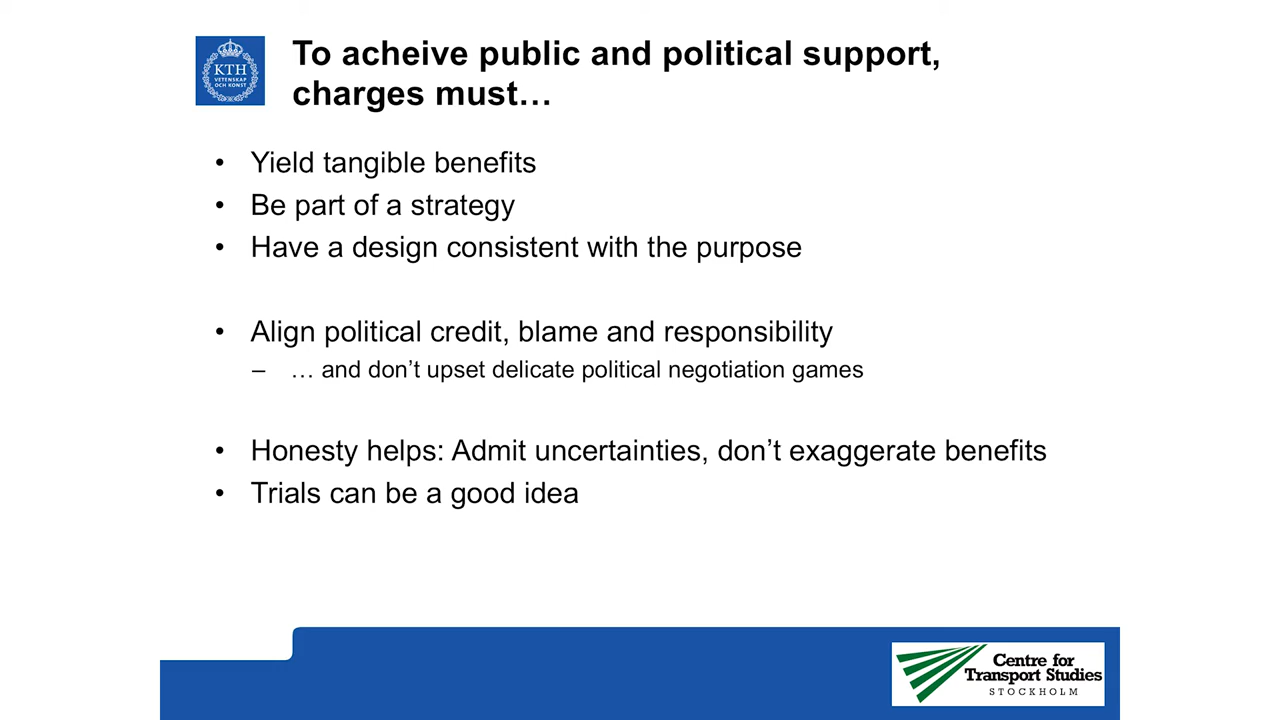 To acheive public and political support,
charges must…
KTH
VETENSKAP
OCH KONST
• Yield tangible benefits
• Be part of a strategy
• Have a design consistent with the purpose
• Align political credit, blame and responsibility
– … and don’t upset delicate political negotiation games
• Honesty helps: Admit uncertainties, don’t exaggerate benefits
• Trials can be a good idea
Centre for
Transport Studies
STOCKHOLM